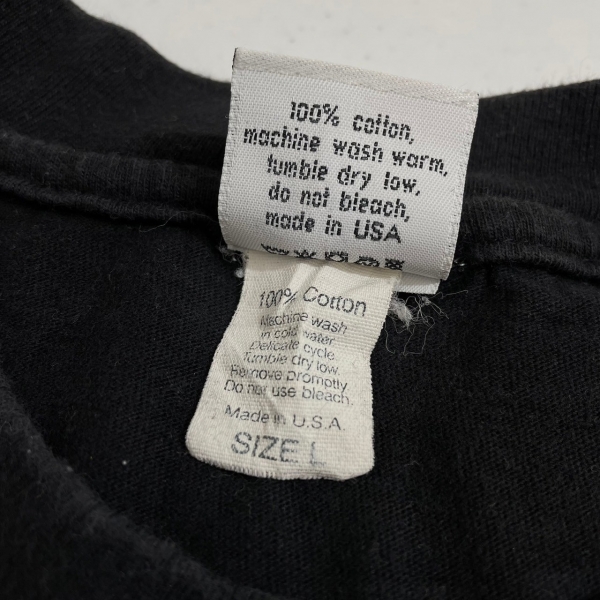 100% cotton,
machine wash warm,
tumble dry low,
do not bleach,
made in USA
100% Cotton
Machine wash
in cold water
Delicate cycle.
Tumble dry low.
Remove promptly.
Do not use bleach.
Made in U.S.A.
SIZE L